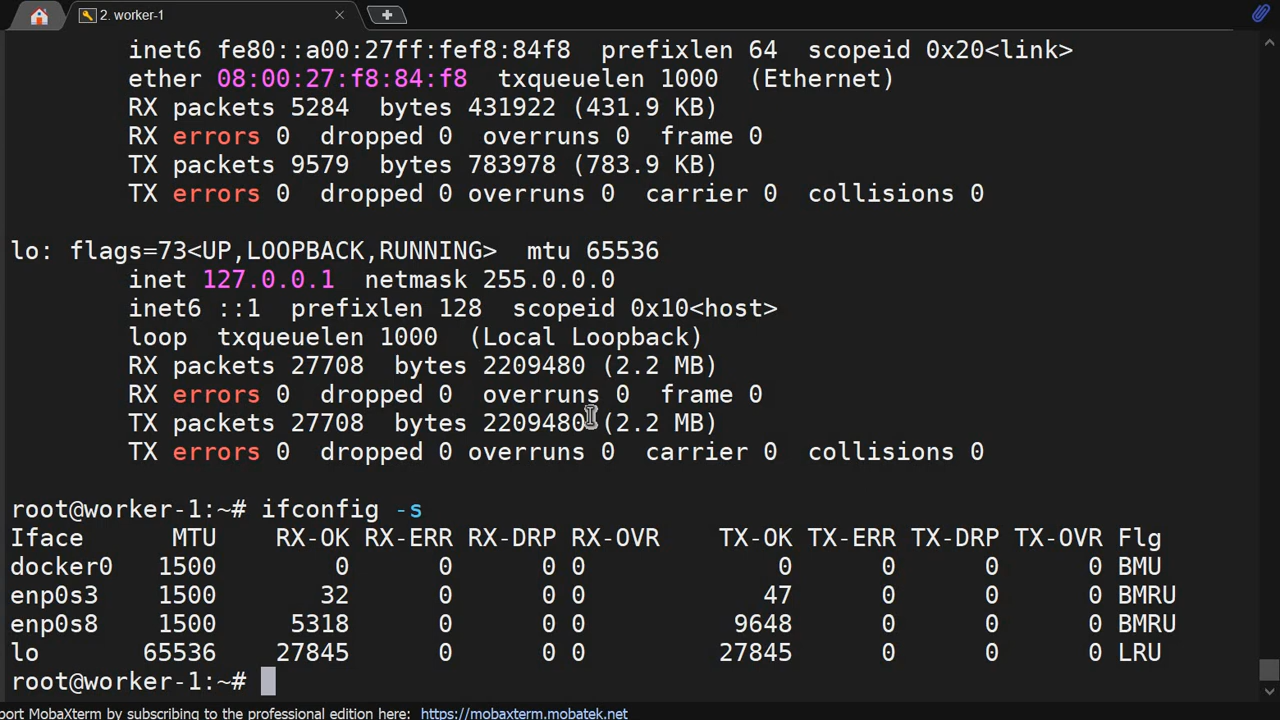 2. worker-1
inet6 fe80::a00:27ff:fef8:84f8 prefixlen 64 scopeid 0x20<link>
ether 08:00:27:f8:84:f8 txqueuelen 1000 (Ethernet)
RX packets 5284 bytes 431922 (431.9 KB)
RX errors 0 dropped 0 overruns 0 frame 0
TX packets 9579 bytes 783978 (783.9 KB)
TX errors 0 dropped 0 overruns 0 carrier 0 collisions 0
lo: flags=73<UP,LOOPBACK,RUNNING> mtu 65536
inet 127.0.0.1 netmask 255.0.0.0
inet6 ::1 prefixlen 128 scopeid 0x10<host>
loop txqueuelen 1000 (Local Loopback)
RX packets 27708 bytes 2209480 (2.2 MB)
RX errors 0 dropped 0 overruns 0 frame 0
TX packets 27708 bytes 2209480 (2.2 MB)
TX errors 0 dropped 0 overruns 0 carrier 0 collisions 0
root@worker-1:~# ifconfig -s
Iface MTU RX-OK RX-ERR RX-DRP RX-OVR TX-OK TX-ERR TX-DRP TX-OVR Flg
docker0 1500 0 0 0 0 0 0 0 0 BMU
enp0s3 1500 32 0 0 0 47 0 0 0 BMRU
enp0s8 1500 5318 0 0 0 9648 0 0 0 BMRU
lo 65536 27845 0 0 0 27845 0 0 0 LRU
root@worker-1:~#
port MobaXterm by subscribing to the professional edition here: https://mobaxterm.mobatek.net